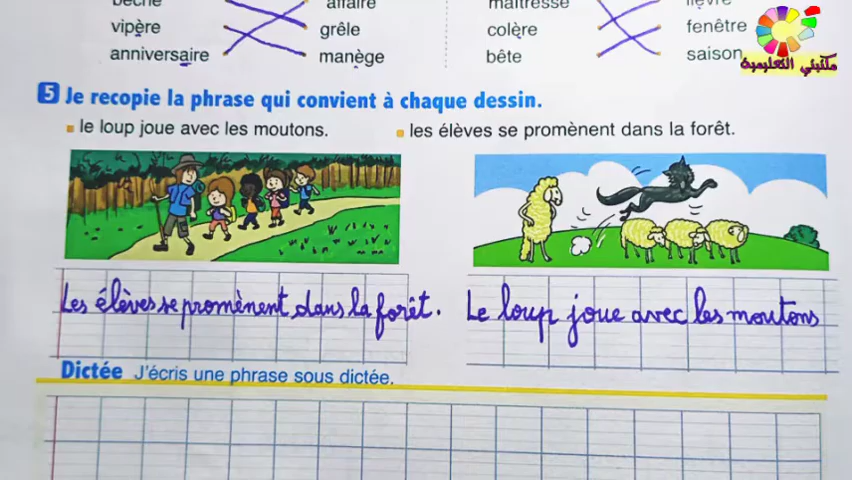 bêche affaire maîtresse lièvre
vipère grêle colère fenêtre
anniversaire manège bête saison
مكتبتي التعليمية
5 Je recopie la phrase qui convient à chaque dessin.
le loup joue avec les moutons. les élèves se promènent dans la forêt.
Les élèves se promènent dans la forêt. Le loup joue avec les moutons
Dictée J'écris une phrase sous dictée.